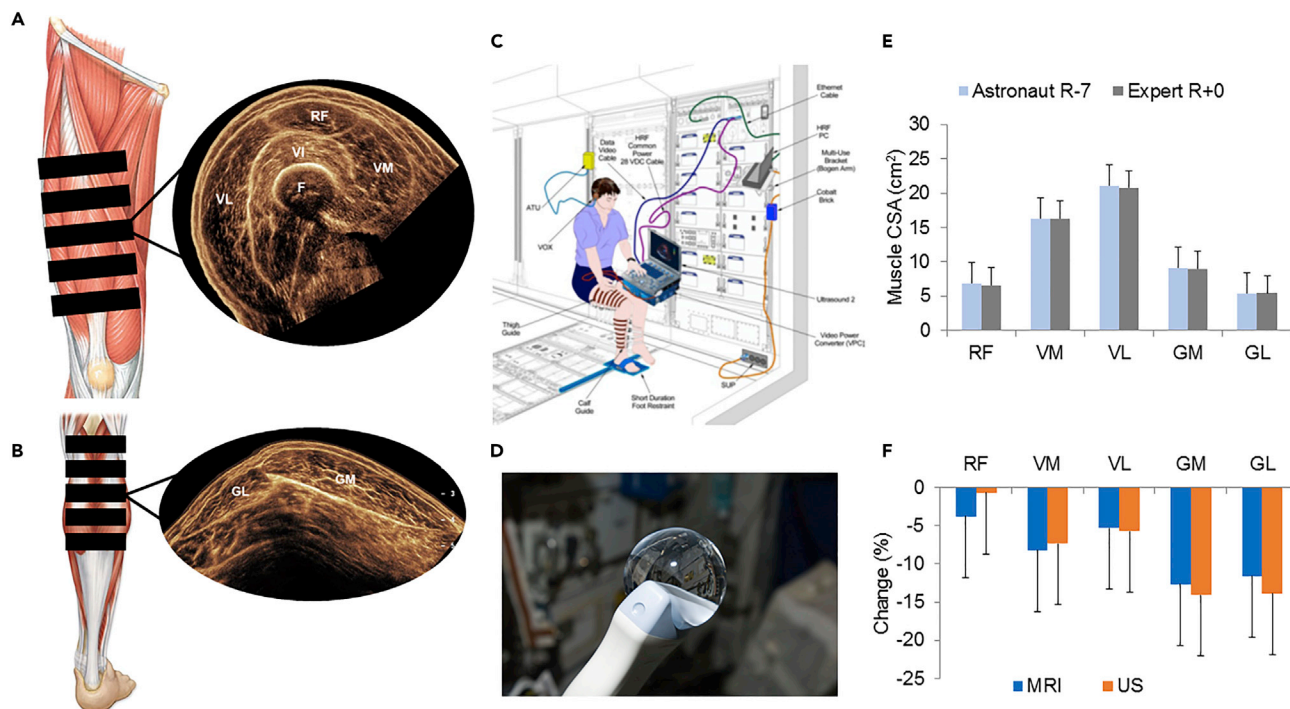 A
RF
VI
VM
F
VL
B
GL
GM
3
C
Ethernet
Cable
HRF
PC
Multi-Use
Bracket
(Bogen Arm)
Cobalt
Brick
Data
Video
Cable
HRF
Common
Power
28 VDC Cable
ATU
VOX
Ultrasound 2
Video Power
Converter (VPC)
Thigh
Guide
SUP
Calf
Guide
Short Duration
Foot Restraint
D
E
Astronaut R-7
Expert R+0
Muscle CSA (cm²)
30
25
20
15
10
5
0
RF VM VL GM GL
F
RF VM VL GM GL
Change (%)
0
-5
-10
-15
-20
-25
MRI
US